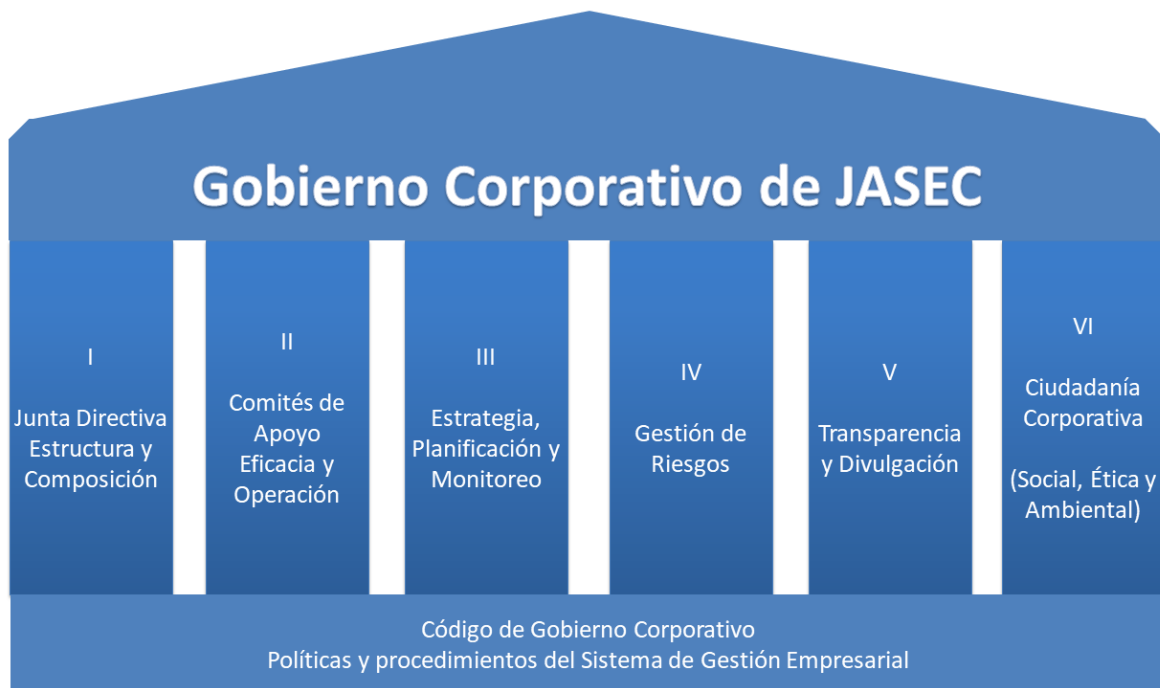 Gobierno Corporativo de JASEC
I
Junta Directiva
Estructura y
Composición
II
Comités de
Apoyo
Eficacia y
Operación
III
Estrategia,
Planificación y
Monitoreo
IV
Gestión de
Riesgos
V
Transparencia
y Divulgación
VI
Ciudadanía
Corporativa
(Social, Ética y
Ambiental)
Código de Gobierno Corporativo
Políticas y procedimientos del Sistema de Gestión Empresarial